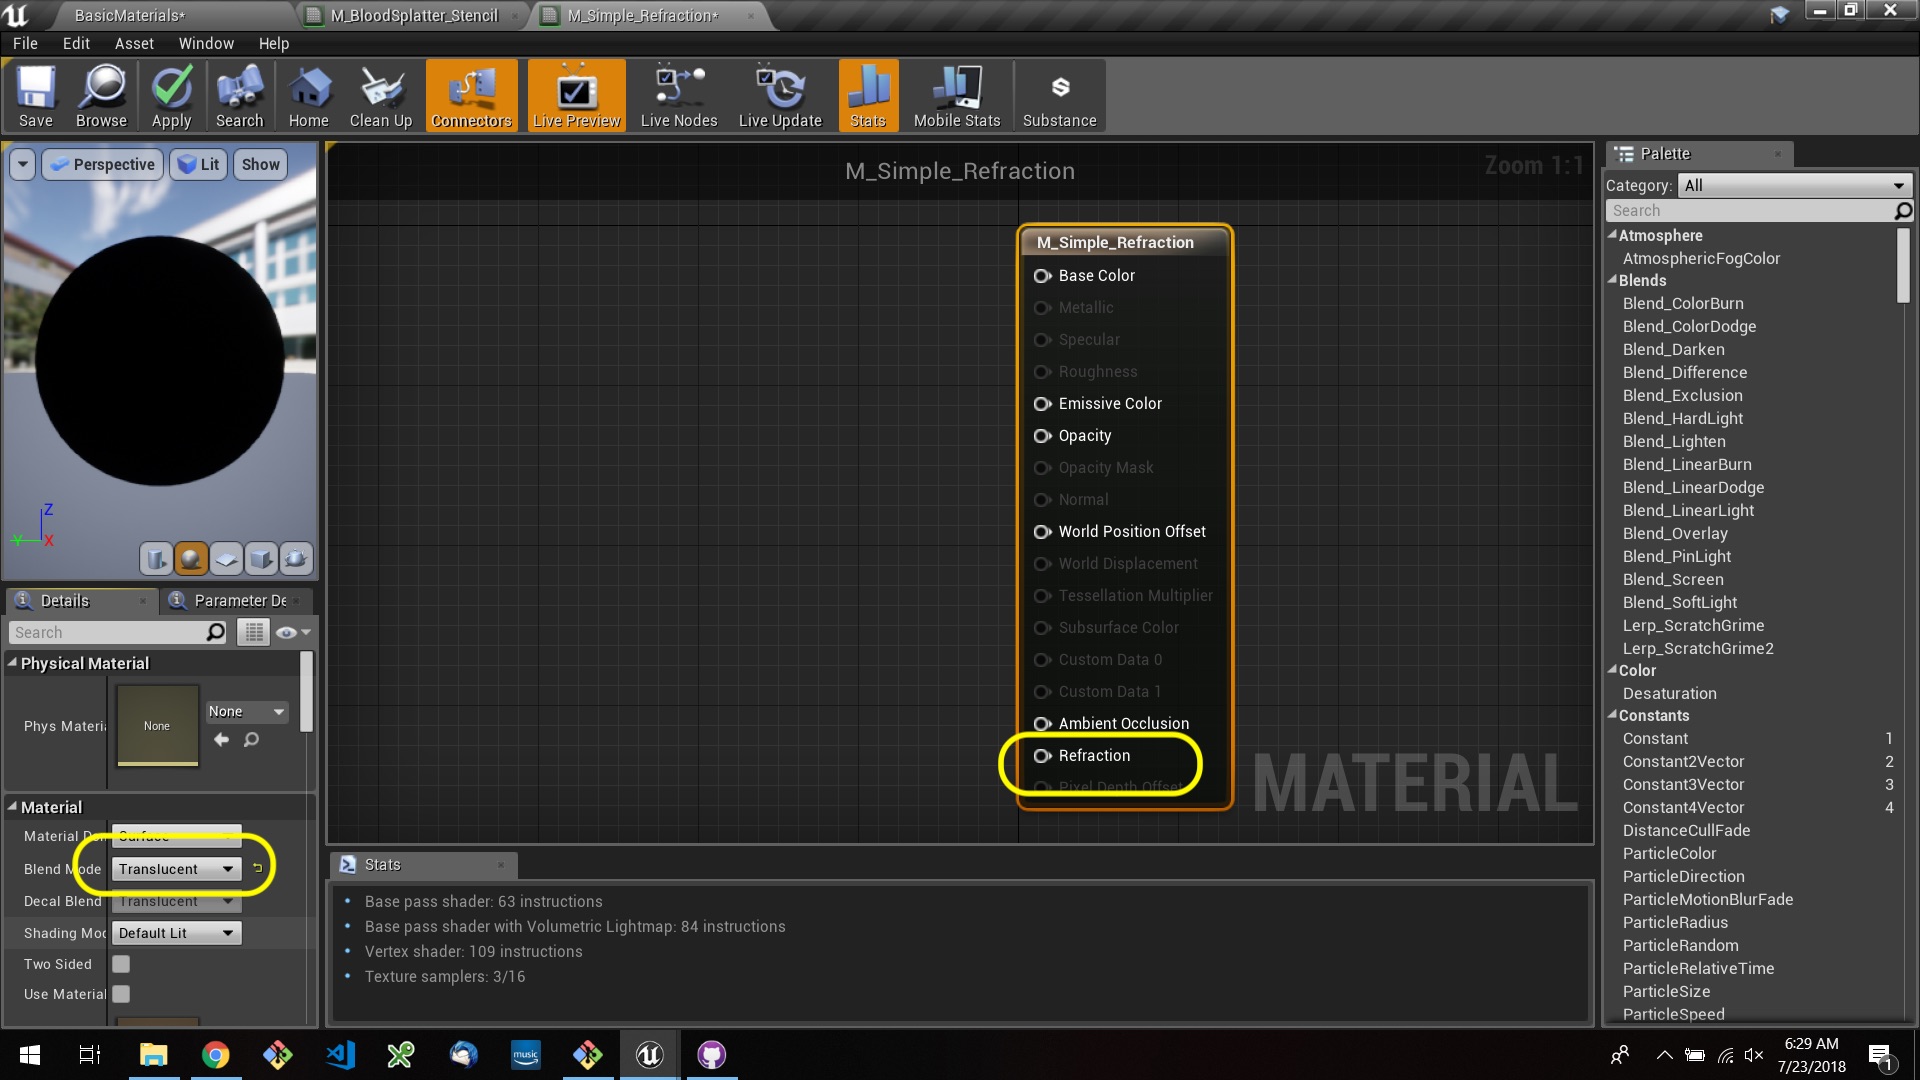 BasicMaterials*
M_BloodSplatter_Stencil
M_Simple_Refraction*
File Edit Asset Window Help
Save Browse Apply Search Home Clean Up Connectors Live Preview Live Nodes Live Update Stats Mobile Stats Substance
Perspective Lit Show
Z
Y
X
M_Simple_Refraction
Zoom 1:1
M_Simple_Refraction
Base Color
Metallic
Specular
Roughness
Emissive Color
Opacity
Opacity Mask
Normal
World Position Offset
World Displacement
Tessellation Multiplier
Subsurface Color
Custom Data 0
Custom Data 1
Ambient Occlusion
Refraction
Pixel Depth Offset
MATERIAL
Details
Parameter De
Search
Physical Material
Phys Materia
None
None
Material
Material Do
Surface
Blend Mode
Translucent
Decal Blend
Translucent
Shading Mod
Default Lit
Two Sided
Use Material
Stats
Base pass shader: 63 instructions
Base pass shader with Volumetric Lightmap: 84 instructions
Vertex shader: 109 instructions
Texture samplers: 3/16
Palette
Category: All
Search
Atmosphere
AtmosphericFogColor
Blends
Blend_ColorBurn
Blend_ColorDodge
Blend_Darken
Blend_Difference
Blend_Exclusion
Blend_HardLight
Blend_Lighten
Blend_LinearBurn
Blend_LinearDodge
Blend_LinearLight
Blend_Overlay
Blend_PinLight
Blend_Screen
Blend_SoftLight
Lerp_ScratchGrime
Lerp_ScratchGrime2
Color
Desaturation
Constants
Constant 1
Constant2Vector 2
Constant3Vector 3
Constant4Vector 4
DistanceCullFade
ParticleColor
ParticleDirection
ParticleMotionBlurFade
ParticleRadius
ParticleRandom
ParticleRelativeTime
ParticleSize
ParticleSpeed
music
6:29 AM
7/23/2018
1